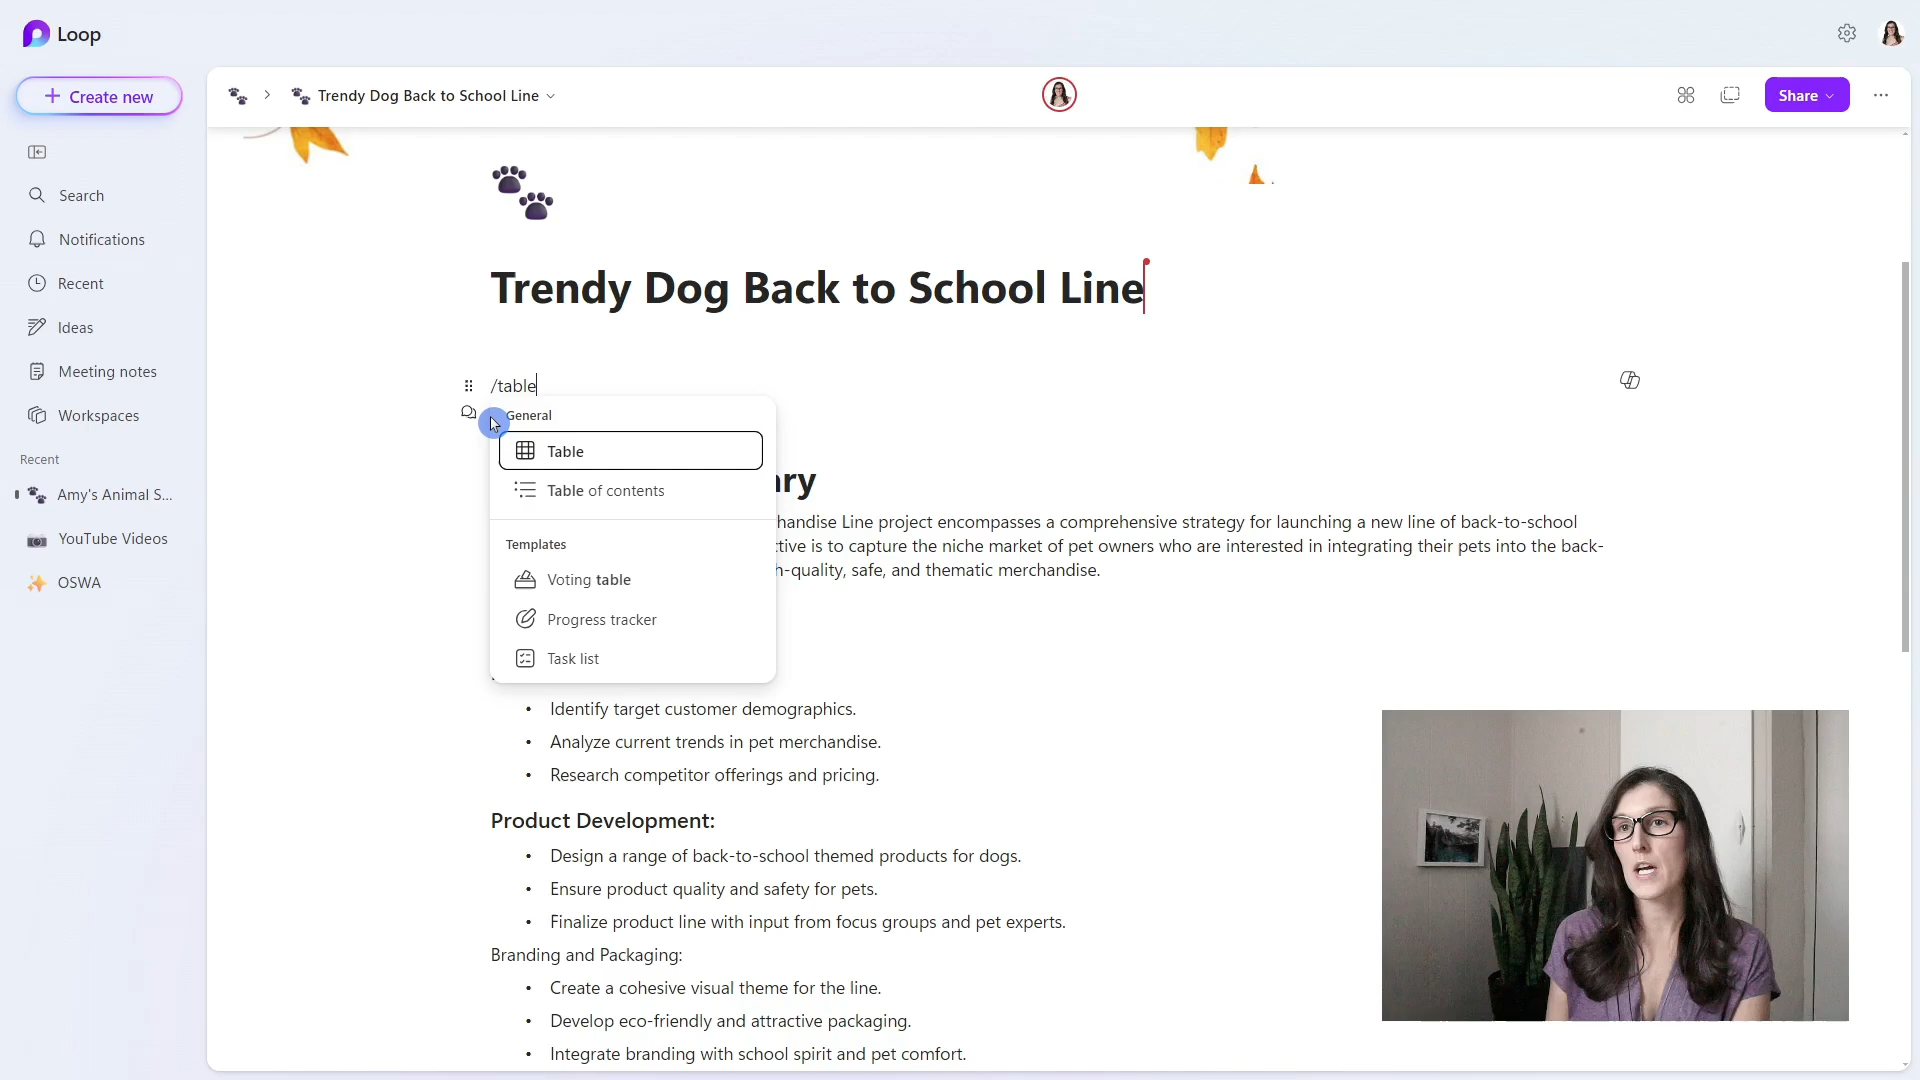 Loop
Create new
Trendy Dog Back to School Line
Share
Search
Notifications
Recent
Ideas
Meeting notes
Workspaces
Recent
Amy's Animal S...
YouTube Videos
OSWA
Trendy Dog Back to School Line
/table
General
Table
Table of contents
Templates
Voting table
Progress tracker
Task list
handise Line project encompasses a comprehensive strategy for launching a new line of back-to-school
tive is to capture the niche market of pet owners who are interested in integrating their pets into the back-
h-quality, safe, and thematic merchandise.
• Identify target customer demographics.
• Analyze current trends in pet merchandise.
• Research competitor offerings and pricing.
Product Development:
• Design a range of back-to-school themed products for dogs.
• Ensure product quality and safety for pets.
• Finalize product line with input from focus groups and pet experts.
Branding and Packaging:
• Create a cohesive visual theme for the line.
• Develop eco-friendly and attractive packaging.
• Integrate branding with school spirit and pet comfort.